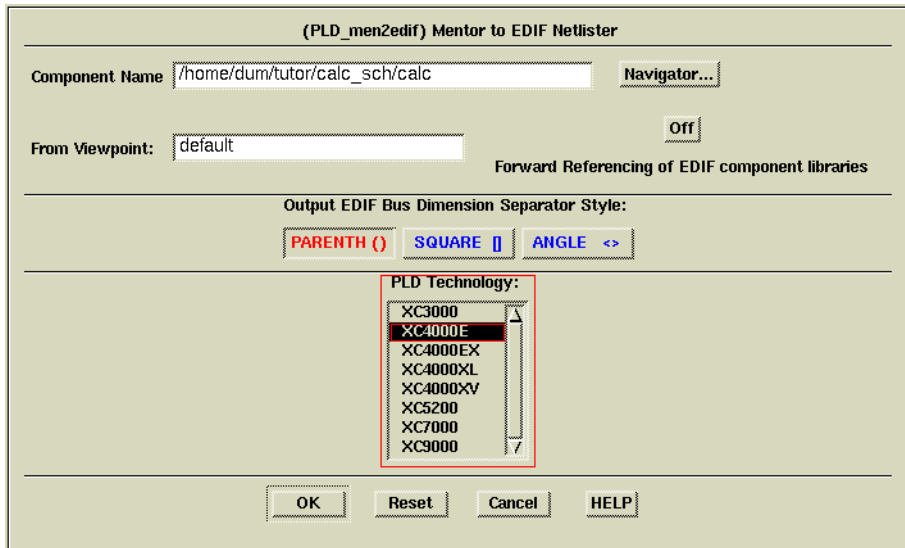 (PLD_men2edif) Mentor to EDIF Netlister
Component Name /home/dum/tutor/calc_sch/calc Navigator...
Off
From Viewpoint: default
Forward Referencing of EDIF component libraries
Output EDIF Bus Dimension Separator Style:
PARENTH () SQUARE [] ANGLE <>
PLD Technology:
XC3000
XC4000E
XC4000EX
XC4000XL
XC4000XV
XC5200
XC7000
XC9000
OK Reset Cancel HELP